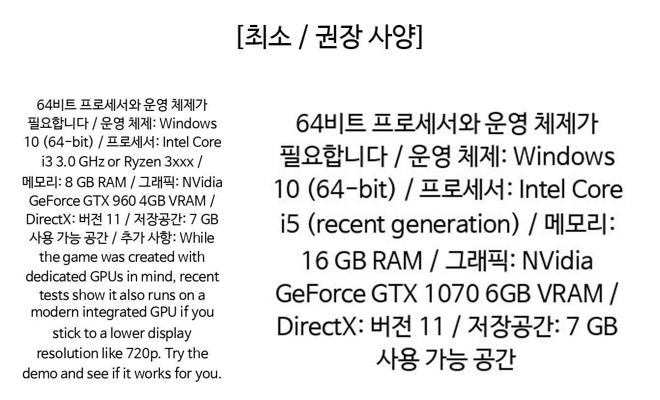 [최소 / 권장 사양]
64비트 프로세서와 운영 체제가
필요합니다 / 운영 체제: Windows
10 (64-bit) / 프로세서: Intel Core
i3 3.0 GHz or Ryzen 3xxx /
메모리: 8 GB RAM / 그래픽: NVidia
GeForce GTX 960 4GB VRAM /
DirectX: 버전 11 / 저장공간: 7 GB
사용 가능 공간 / 추가 사항: While
the game was created with
dedicated GPUs in mind, recent
tests show it also runs on a
modern integrated GPU if you
stick to a lower display
resolution like 720p. Try the
demo and see if it works for you.
64비트 프로세서와 운영 체제가
필요합니다 / 운영 체제: Windows
10 (64-bit) / 프로세서: Intel Core
i5 (recent generation) / 메모리:
16 GB RAM / 그래픽: NVidia
GeForce GTX 1070 6GB VRAM /
DirectX: 버전 11 / 저장공간: 7 GB
사용 가능 공간